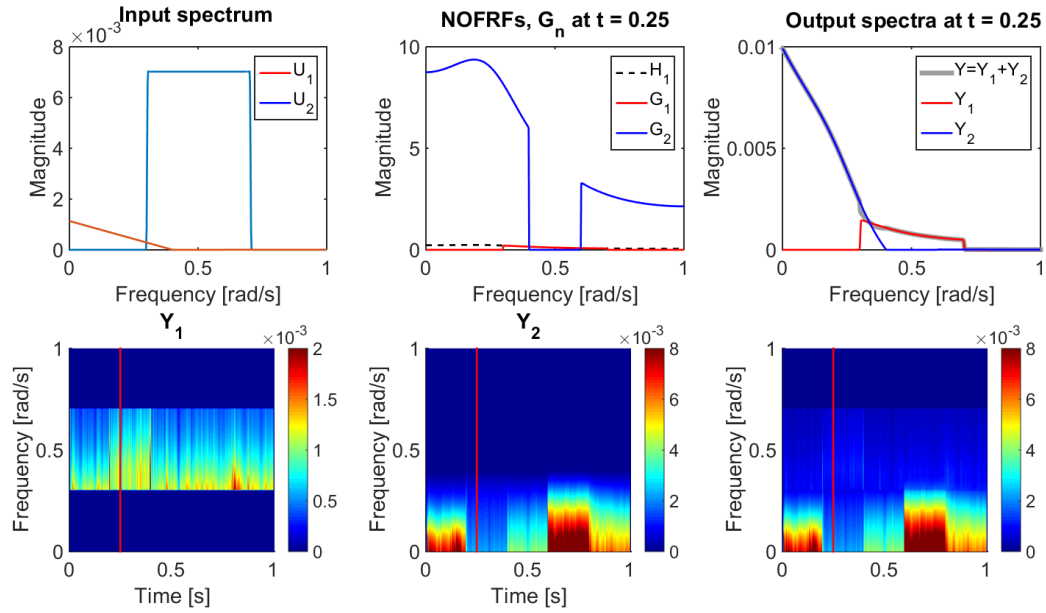 Input spectrum
×10⁻³
8
6
4
2
0
0 0.5 1
Magnitude
Frequency [rad/s]
U₁
U₂
NOFRFs, Gₙ at t = 0.25
10
5
0
0 0.5 1
Magnitude
Frequency [rad/s]
H₁
G₁
G₂
Output spectra at t = 0.25
0.01
0.005
0
0 0.5 1
Magnitude
Frequency [rad/s]
Y=Y₁+Y₂
Y₁
Y₂
Y₁
×10⁻³
1
0.5
0
0 0.5 1
Frequency [rad/s]
Time [s]
2
1.5
1
0.5
0
Y₂
×10⁻³
1
0.5
0
0 0.5 1
Frequency [rad/s]
Time [s]
8
6
4
2
0
×10⁻³
1
0.5
0
0 0.5 1
Frequency [rad/s]
Time [s]
8
6
4
2
0